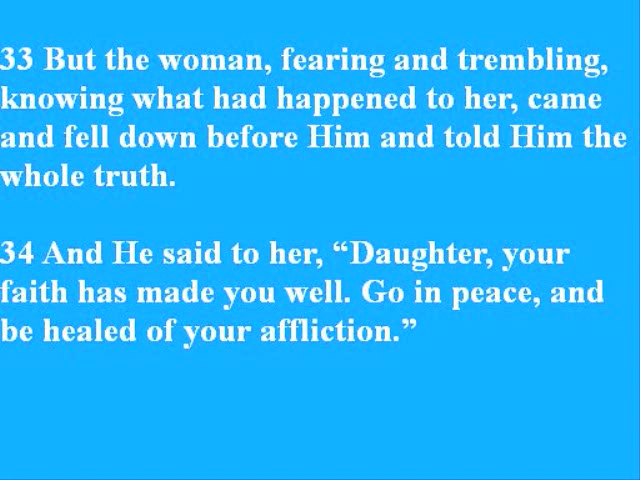 33 But the woman, fearing and trembling,
knowing what had happened to her, came
and fell down before Him and told Him the
whole truth.
34 And He said to her, “Daughter, your
faith has made you well. Go in peace, and
be healed of your affliction.”